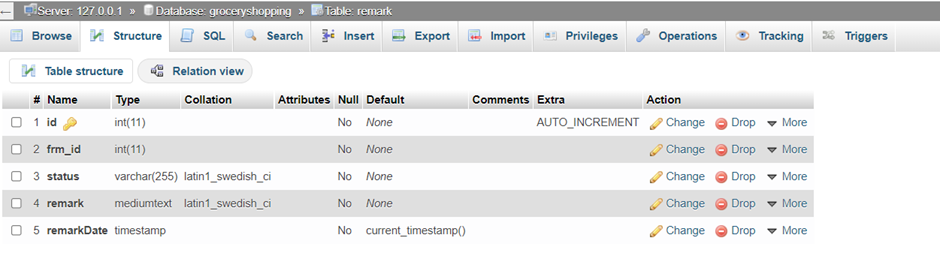 Server: 127.0.0.1 » Database: groceryshopping » Table: remark
Browse Structure SQL Search Insert Export Import Privileges Operations Tracking Triggers
Table structure Relation view
# Name Type Collation Attributes Null Default Comments Extra Action
1 id int(11) No None AUTO_INCREMENT Change Drop More
2 frm_id int(11) No None Change Drop More
3 status varchar(255) latin1_swedish_ci No None Change Drop More
4 remark mediumtext latin1_swedish_ci No None Change Drop More
5 remarkDate timestamp No current_timestamp() Change Drop More